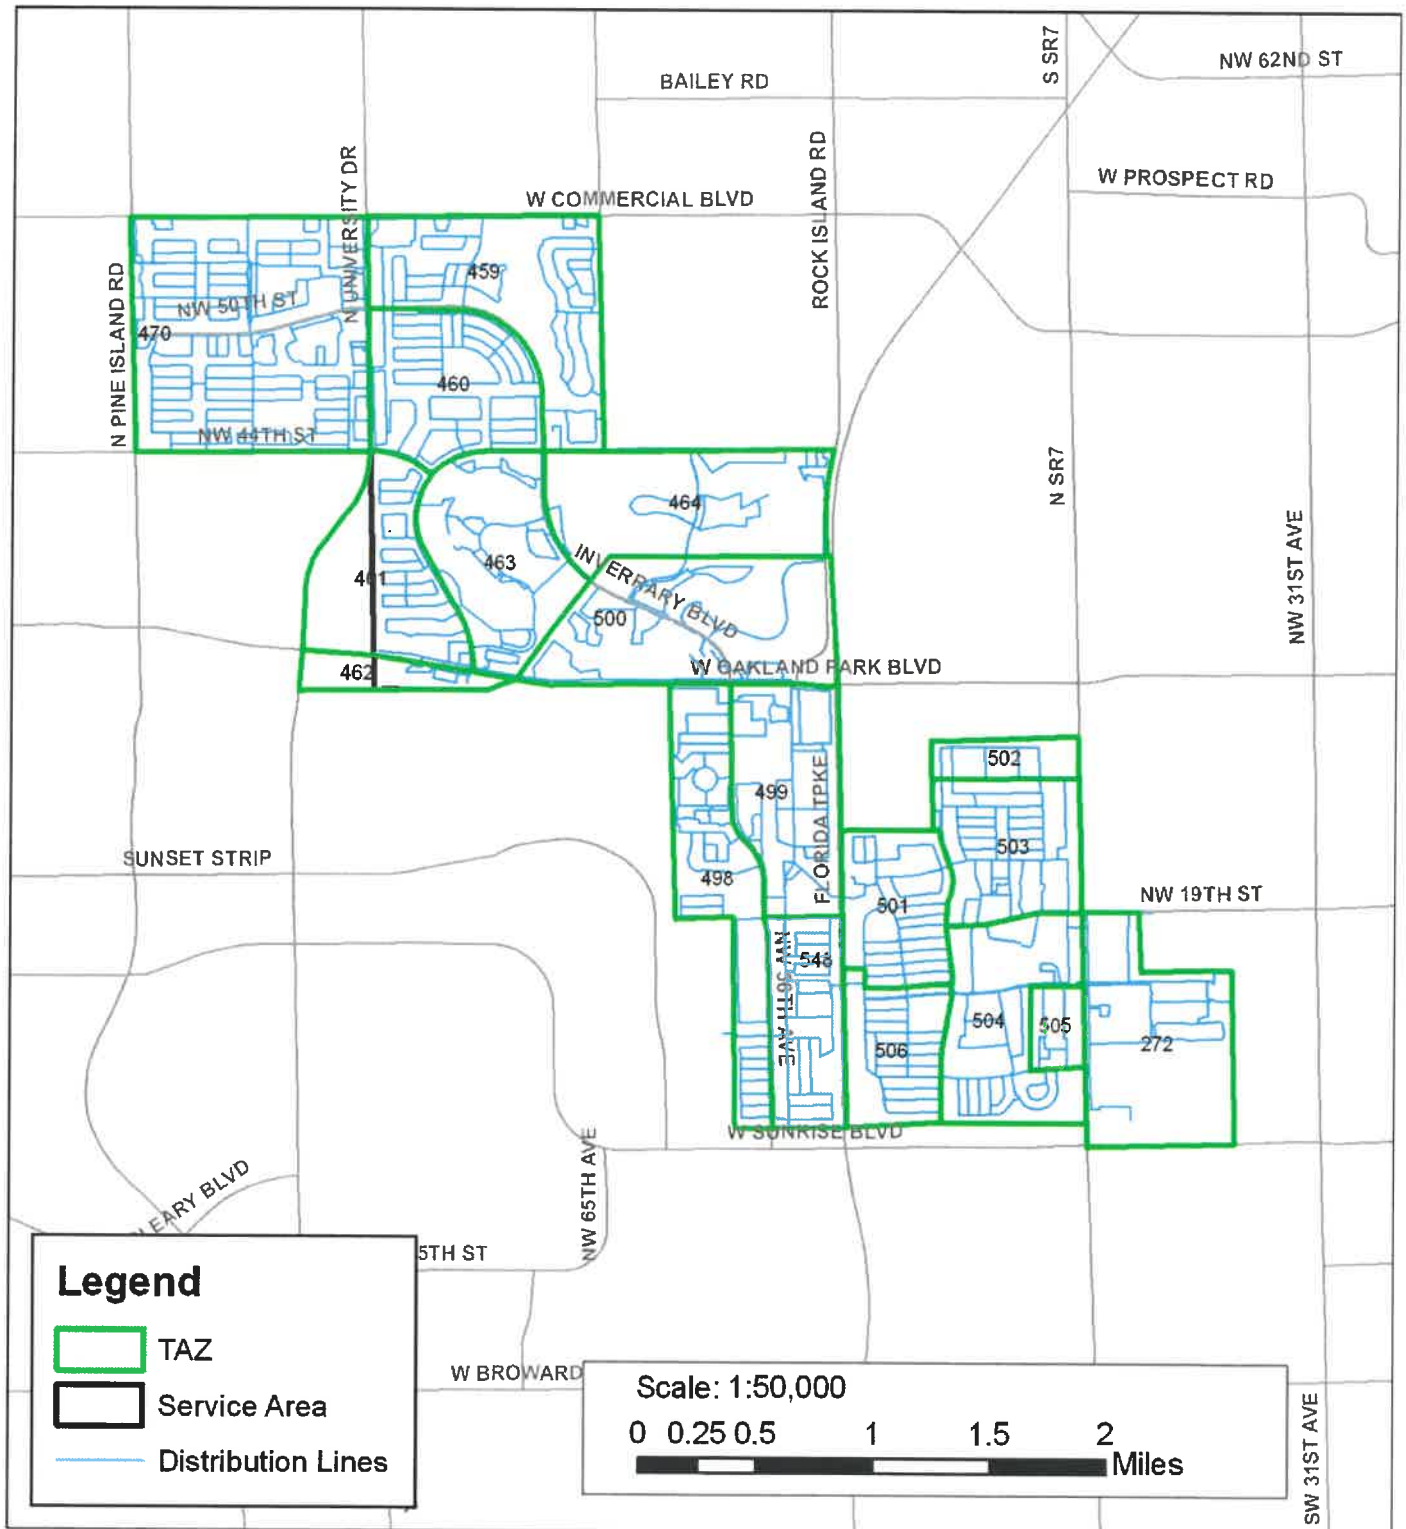 S SR7
NW 62ND ST
BAILEY RD
N UNIVERSITY DR
ROCK ISLAND RD
W PROSPECT RD
W COMMERCIAL BLVD
N PINE ISLAND RD
459
NW 50TH ST
470
460
NW 44TH ST
N SR7
464
NW 31ST AVE
463
461
INVERRARY BLVD
500
W OAKLAND PARK BLVD
462
502
499
FLORIDA TPKE
503
SUNSET STRIP
498
NW 19TH ST
501
548
NW 56TH AVE
504
505
272
506
W SUNRISE BLVD
NW 65TH AVE
LEARY BLVD
5TH ST
W BROWARD
SW 31ST AVE
Legend
TAZ
Service Area
Distribution Lines
Scale: 1:50,000
0 0.25 0.5 1 1.5 2
Miles